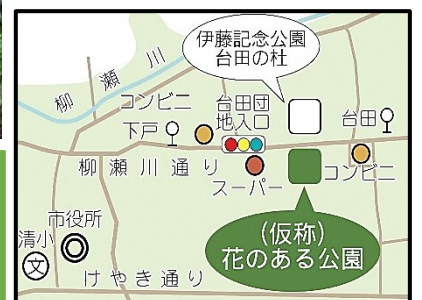 伊藤記念公園
台田の杜
柳瀬川
コンビニ
下戸
台田団
地入口
台田
柳瀬川通り
スーパー
コンビニ
(仮称)
花のある公園
市役所
清小
文
けやき通り